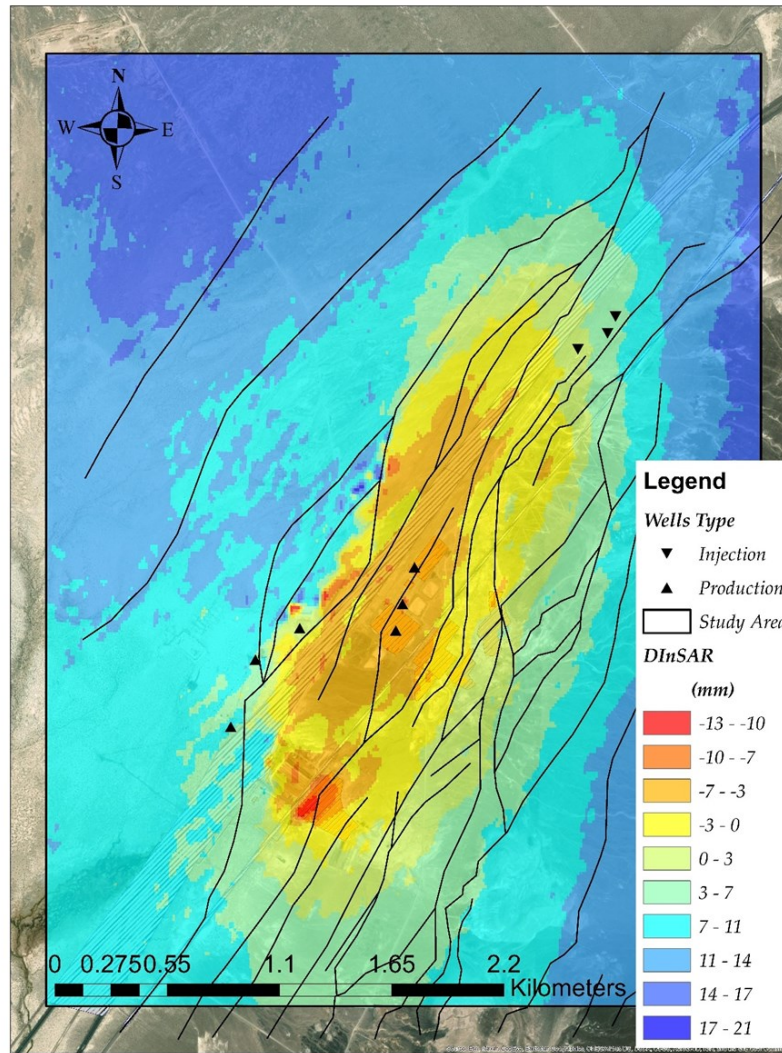 N
W E
S
Legend
Wells Type
Injection
Production
Study Area
DInSAR
(mm)
-13 - -10
-10 - -7
-7 - -3
-3 - 0
0 - 3
3 - 7
7 - 11
11 - 14
14 - 17
17 - 21
0 0.275 0.55 1.1 1.65 2.2
Kilometers